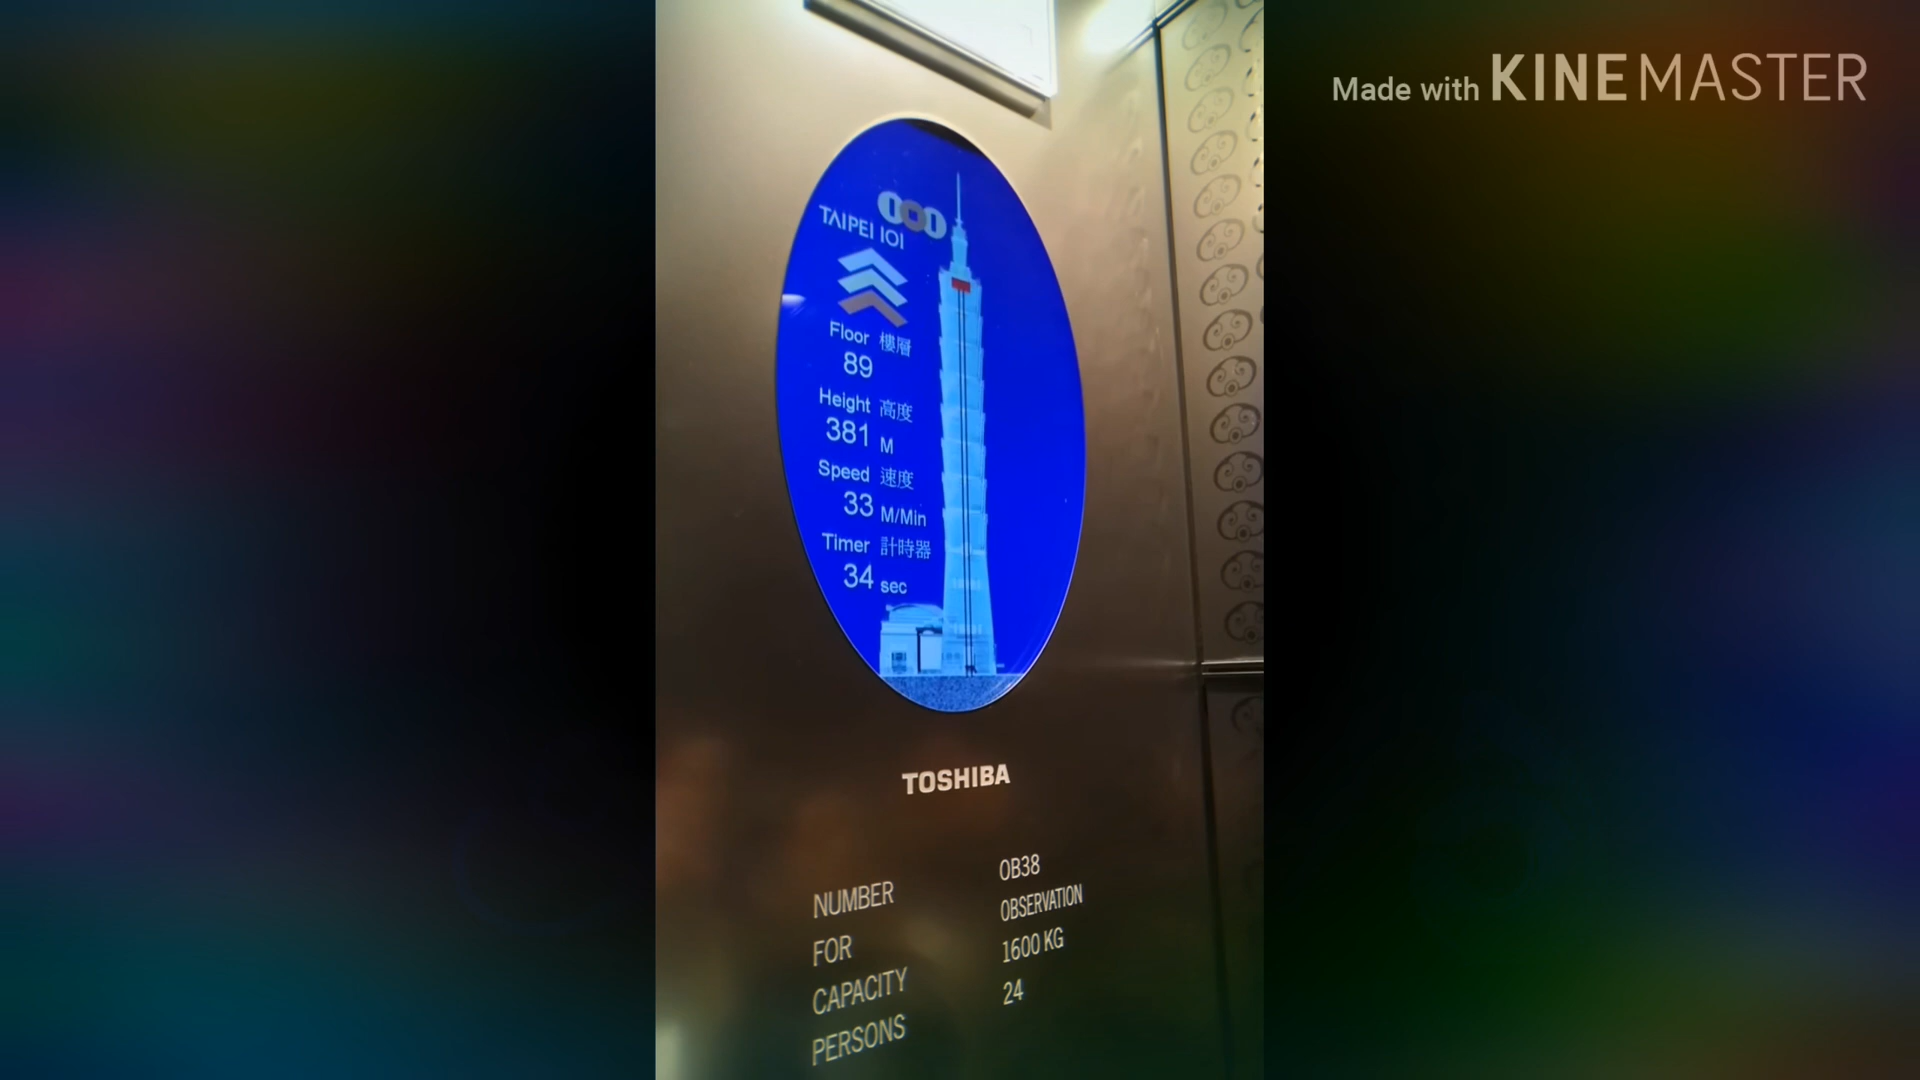 Made with KINEMASTER
TAIPEI 101
Floor 樓層
89
Height 高度
381 M
Speed 速度
33 M/Min
Timer 計時器
34 sec
TOSHIBA
NUMBER OB38
FOR OBSERVATION
CAPACITY 1600 KG
PERSONS 24